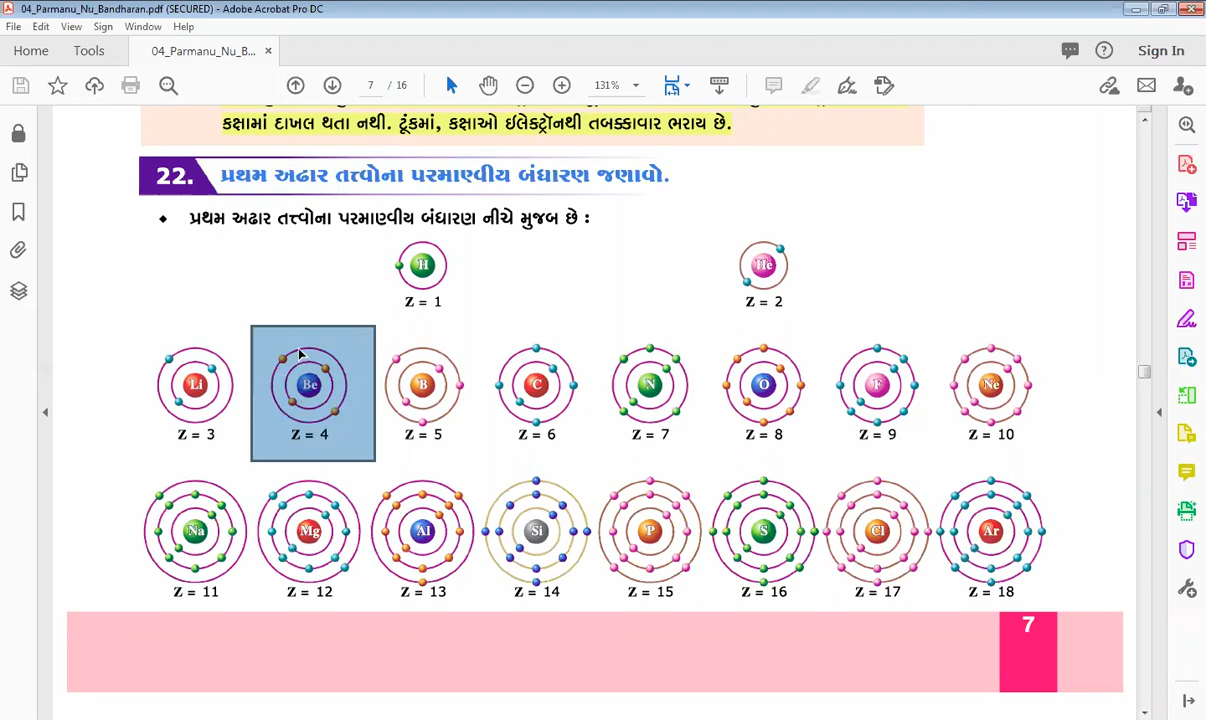 04_Parmanu_Nu_Bandharan.pdf (SECURED) - Adobe Acrobat Pro DC
File Edit View Sign Window Help
Home Tools 04_Parmanu_Nu_B... × Sign In
7 / 16 131%
કક્ષામાં દાખલ થતા નથી. ટૂંકમાં, કક્ષાઓ ઈલેક્ટ્રૉનથી તબક્કાવાર ભરાય છે.
22. પ્રથમ અઢાર તત્ત્વોના પરમાણ્વીય બંધારણ જણાવો.
પ્રથમ અઢાર તત્ત્વોના પરમાણ્વીય બંધારણ નીચે મુજબ છે :
H He
Z = 1 Z = 2
Li Be B C N O F Ne
Z = 3 Z = 4 Z = 5 Z = 6 Z = 7 Z = 8 Z = 9 Z = 10
Na Mg Al Si P S Cl Ar
Z = 11 Z = 12 Z = 13 Z = 14 Z = 15 Z = 16 Z = 17 Z = 18
7